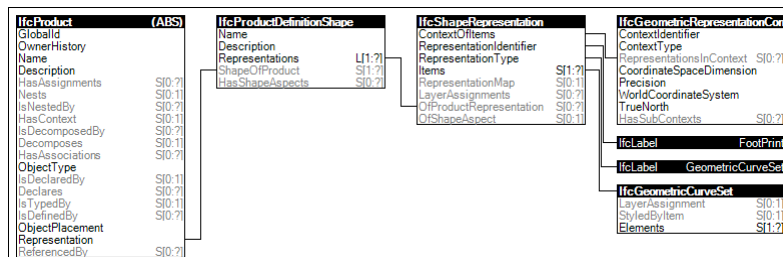 IfcProduct (ABS)
GlobalId
OwnerHistory
Name
Description
HasAssignments S[0:?]
Nests S[0:1]
IsNestedBy S[0:?]
HasContext S[0:1]
IsDecomposedBy S[0:?]
Decomposes S[0:1]
HasAssociations S[0:?]
ObjectType
IsDeclaredBy S[0:1]
Declares S[0:?]
IsTypedBy S[0:1]
IsDefinedBy S[0:?]
ObjectPlacement
Representation
ReferencedBy S[0:?]
IfcProductDefinitionShape
Name
Description
Representations L[1:?]
ShapeOfProduct S[1:?]
HasShapeAspects S[0:?]
IfcShapeRepresentation
ContextOfItems
RepresentationIdentifier
RepresentationType
Items S[1:?]
RepresentationMap S[0:1]
LayerAssignments S[0:?]
OfProductRepresentation S[0:?]
OfShapeAspect S[0:1]
IfcGeometricRepresentationCon
ContextIdentifier
ContextType
RepresentationsInContext S[0:?]
CoordinateSpaceDimension
Precision
WorldCoordinateSystem
TrueNorth
HasSubContexts S[0:?]
IfcLabel FootPrint
IfcLabel GeometricCurveSet
IfcGeometricCurveSet
LayerAssignment S[0:1]
StyledByItem S[0:1]
Elements S[1:?]